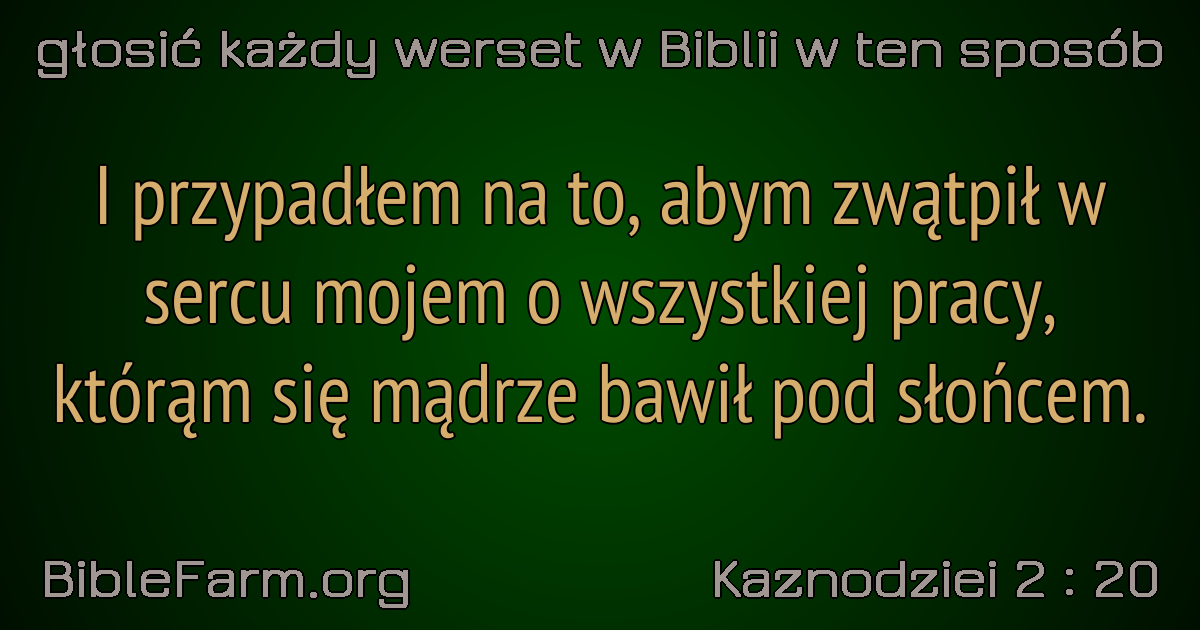 głosić każdy werset w Biblii w ten sposób
I przypadłem na to, abym zwątpił w
sercu mojem o wszystkiej pracy,
którąm się mądrze bawił pod słońcem.
BibleFarm.org
Kaznodziei 2 : 20